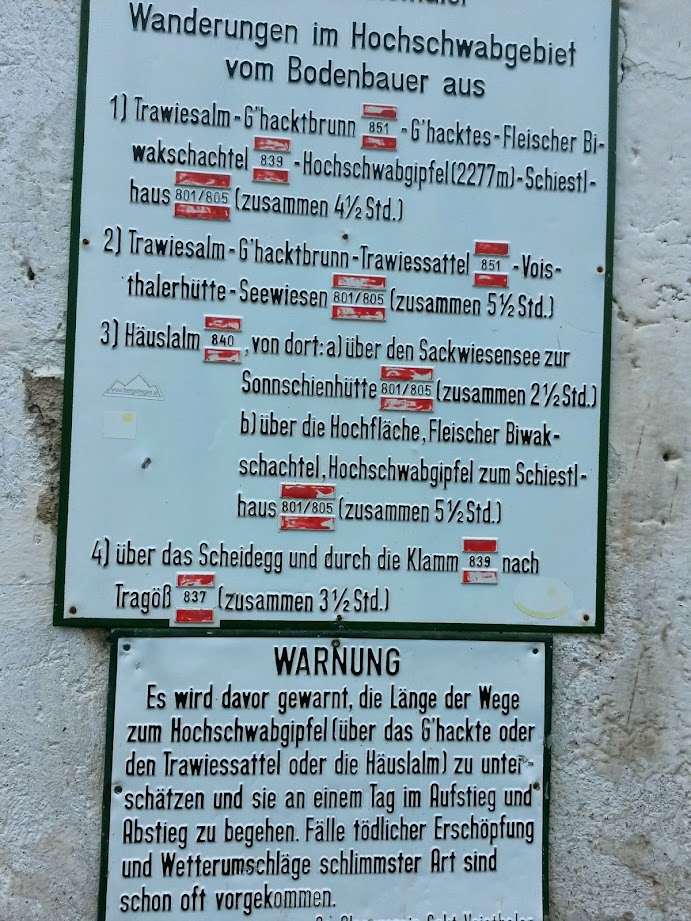 Wanderungen im Hochschwabgebiet
vom Bodenbauer aus
1) Trawiesalm-G'hacktbrunn 851 -G'hacktes-Fleischer Bi-
wakschachtel 839 -Hochschwabgipfel(2277m)-Schiestl-
haus 801/805 (zusammen 4½ Std.)
2) Trawiesalm-G'hacktbrunn-Trawiessattel 851 -Vois-
thalerhütte-Seewiesen 801/805 (zusammen 5½ Std.)
3) Häuslalm 840 , von dort: a) über den Sackwiesensee zur
Sonnschienhütte 801/805 (zusammen 2½ Std.)
b) über die Hochfläche, Fleischer Biwak-
schachtel, Hochschwabgipfel zum Schiestl-
haus 801/805 (zusammen 5½ Std.)
4) über das Scheidegg und durch die Klamm 839 nach
Tragöß 837 (zusammen 3½ Std.)
WARNUNG
Es wird davor gewarnt, die Länge der Wege
zum Hochschwabgipfel (über das G'hackte oder
den Trawiessattel oder die Häuslalm) zu unter-
schätzen und sie an einem Tag im Aufstieg und
Abstieg zu begehen. Fälle tödlicher Erschöpfung
und Wetterumschläge schlimmster Art sind
schon oft vorgekommen.